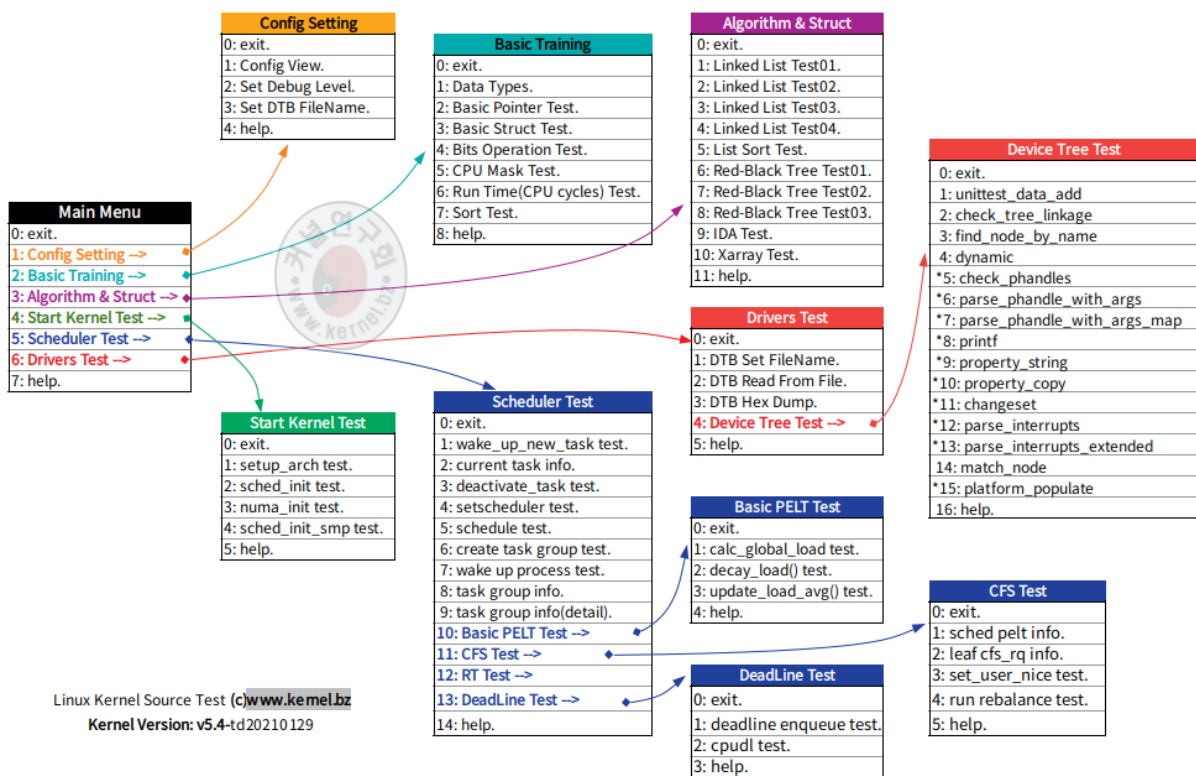 Config Setting
0: exit.
1: Config View.
2: Set Debug Level.
3: Set DTB FileName.
4: help.
Basic Training
0: exit.
1: Data Types.
2: Basic Pointer Test.
3: Basic Struct Test.
4: Bits Operation Test.
5: CPU Mask Test.
6: Run Time(CPU cycles) Test.
7: Sort Test.
8: help.
Algorithm & Struct
0: exit.
1: Linked List Test01.
2: Linked List Test02.
3: Linked List Test03.
4: Linked List Test04.
5: List Sort Test.
6: Red-Black Tree Test01.
7: Red-Black Tree Test02.
8: Red-Black Tree Test03.
9: IDA Test.
10: Xarray Test.
11: help.
Device Tree Test
0: exit.
1: unittest_data_add
2: check_tree_linkage
3: find_node_by_name
4: dynamic
*5: check_phandles
*6: parse_phandle_with_args
*7: parse_phandle_with_args_map
*8: printf
*9: property_string
*10: property_copy
*11: changeset
*12: parse_interrupts
*13: parse_interrupts_extended
14: match_node
*15: platform_populate
16: help.
Main Menu
0: exit.
1: Config Setting -->
2: Basic Training -->
3: Algorithm & Struct -->
4: Start Kernel Test -->
5: Scheduler Test -->
6: Drivers Test -->
7: help.
커널연구회
www.kernel.bz
Drivers Test
0: exit.
1: DTB Set FileName.
2: DTB Read From File.
3: DTB Hex Dump.
4: Device Tree Test -->
5: help.
Start Kernel Test
0: exit.
1: setup_arch test.
2: sched_init test.
3: numa_init test.
4: sched_init_smp test.
5: help.
Scheduler Test
0: exit.
1: wake_up_new_task test.
2: current task info.
3: deactivate_task test.
4: setscheduler test.
5: schedule test.
6: create task group test.
7: wake up process test.
8: task group info.
9: task group info(detail).
10: Basic PELT Test -->
11: CFS Test -->
12: RT Test -->
13: DeadLine Test -->
14: help.
Basic PELT Test
0: exit.
1: calc_global_load test.
2: decay_load() test.
3: update_load_avg() test.
4: help.
CFS Test
0: exit.
1: sched pelt info.
2: leaf cfs_rq info.
3: set_user_nice test.
4: run rebalance test.
5: help.
DeadLine Test
0: exit.
1: deadline enqueue test.
2: cpudl test.
3: help.
Linux Kernel Source Test (c)www.kernel.bz
Kernel Version: v5.4-td20210129